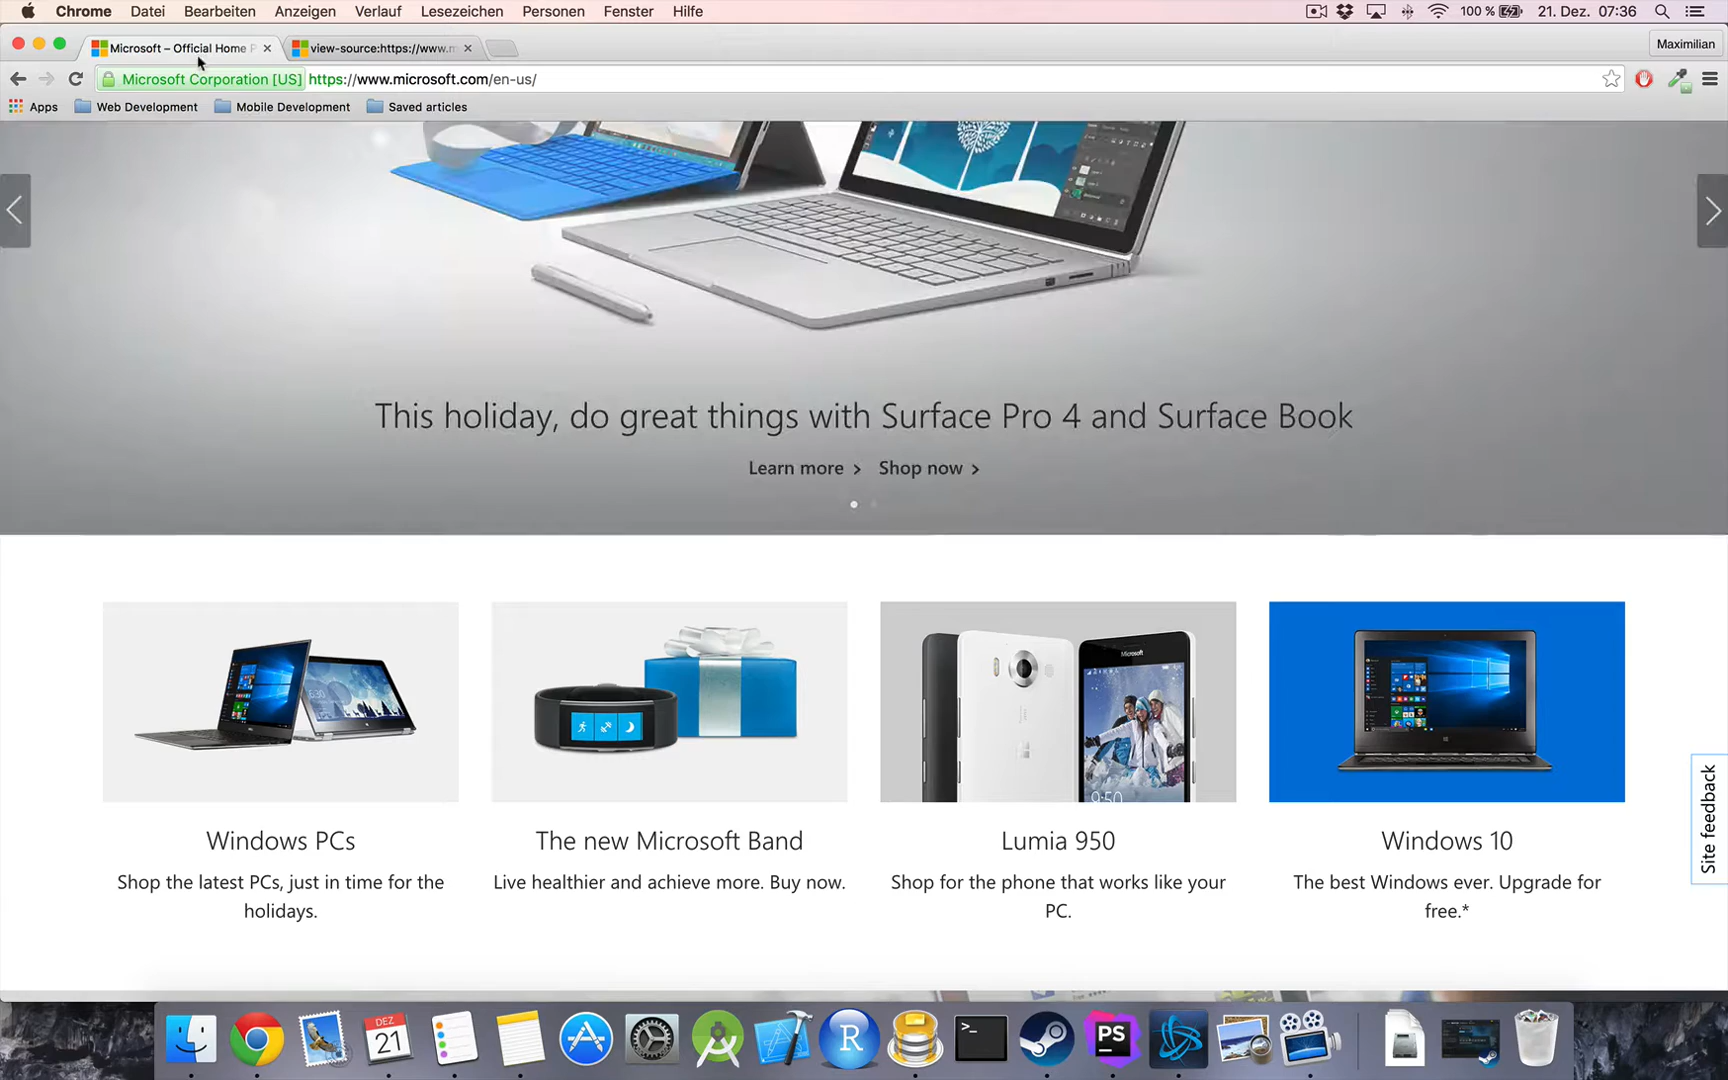 Chrome Datei Bearbeiten Anzeigen Verlauf Lesezeichen Personen Fenster Hilfe 100 % 21. Dez. 07:36
Microsoft – Official Home P view-source:https://www.m Maximilian
Microsoft Corporation [US] https://www.microsoft.com/en-us/
Apps Web Development Mobile Development Saved articles
This holiday, do great things with Surface Pro 4 and Surface Book
Learn more > Shop now >
Microsoft
9:50
Windows PCs
Shop the latest PCs, just in time for the
holidays.
The new Microsoft Band
Live healthier and achieve more. Buy now.
Lumia 950
Shop for the phone that works like your
PC.
Windows 10
The best Windows ever. Upgrade for
free.*
Site feedback
DEZ
21
R
>_
PS